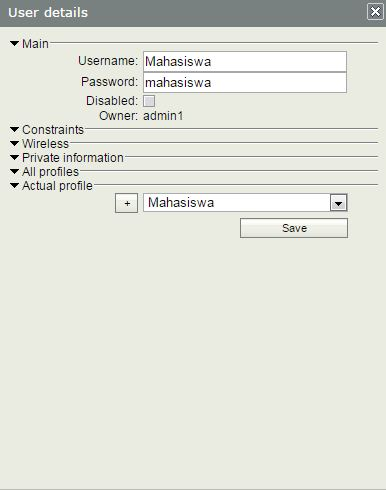 User details
Main
Username: Mahasiswa
Password: mahasiswa
Disabled:
Owner: admin1
Constraints
Wireless
Private information
All profiles
Actual profile
+ Mahasiswa
Save